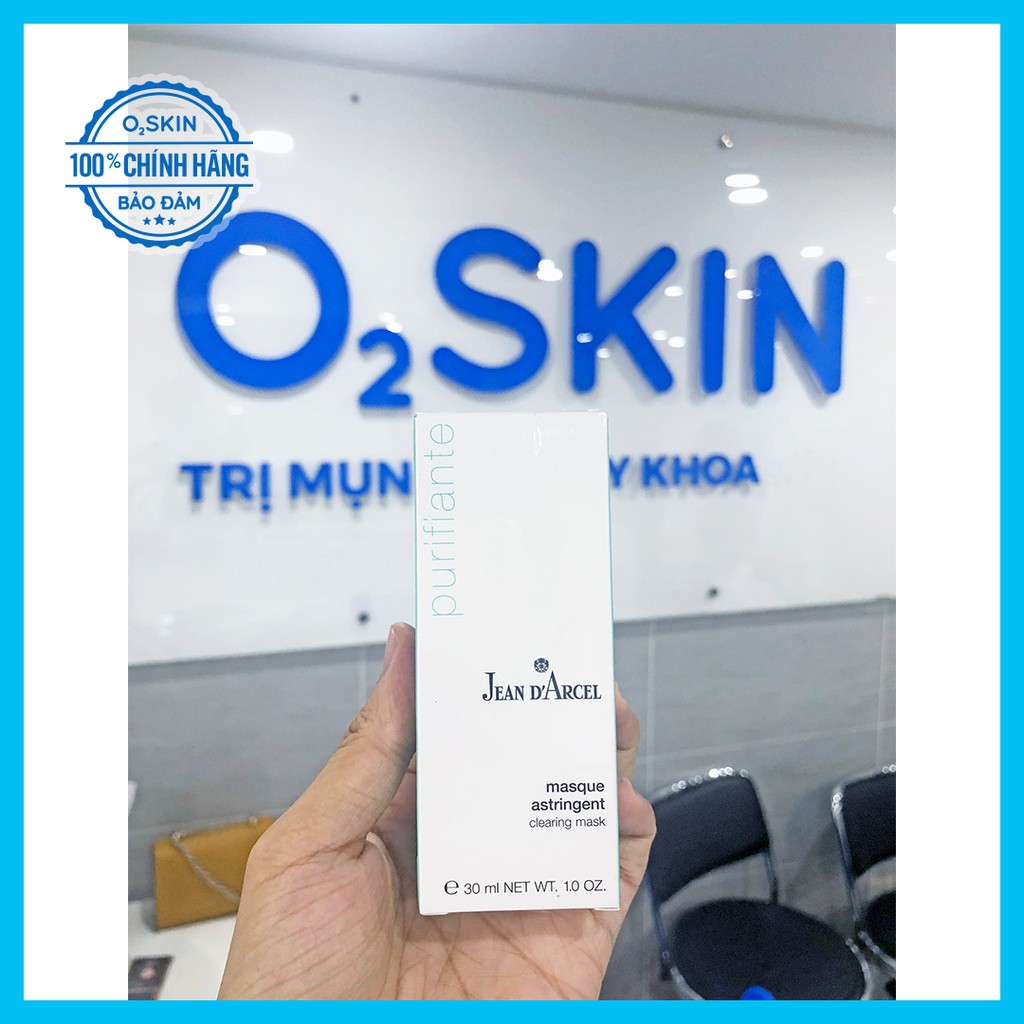 O₂SKIN
100% CHÍNH HÃNG
BẢO ĐẢM
O₂SKIN
TRỊ MỤN Y KHOA
purifiante
JEAN D'ARCEL
masque
astringent
clearing mask
e 30 ml NET WT. 1.0 OZ.